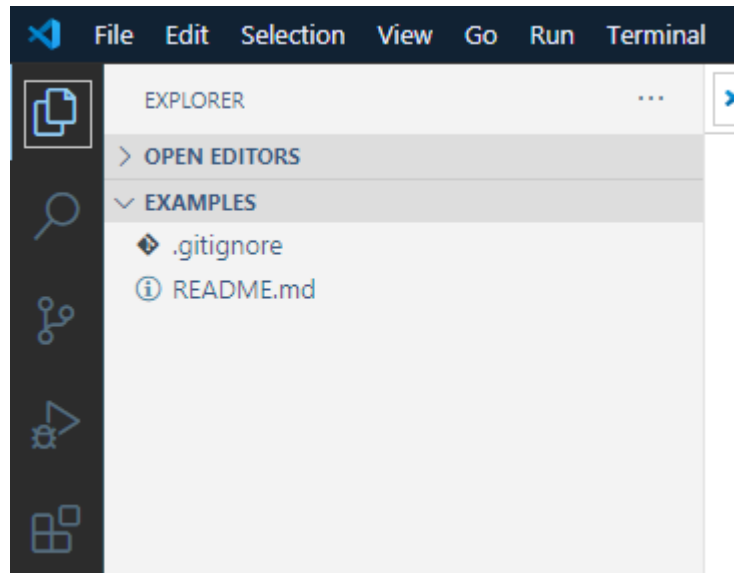 File Edit Selection View Go Run Terminal
EXPLORER
OPEN EDITORS
EXAMPLES
.gitignore
README.md